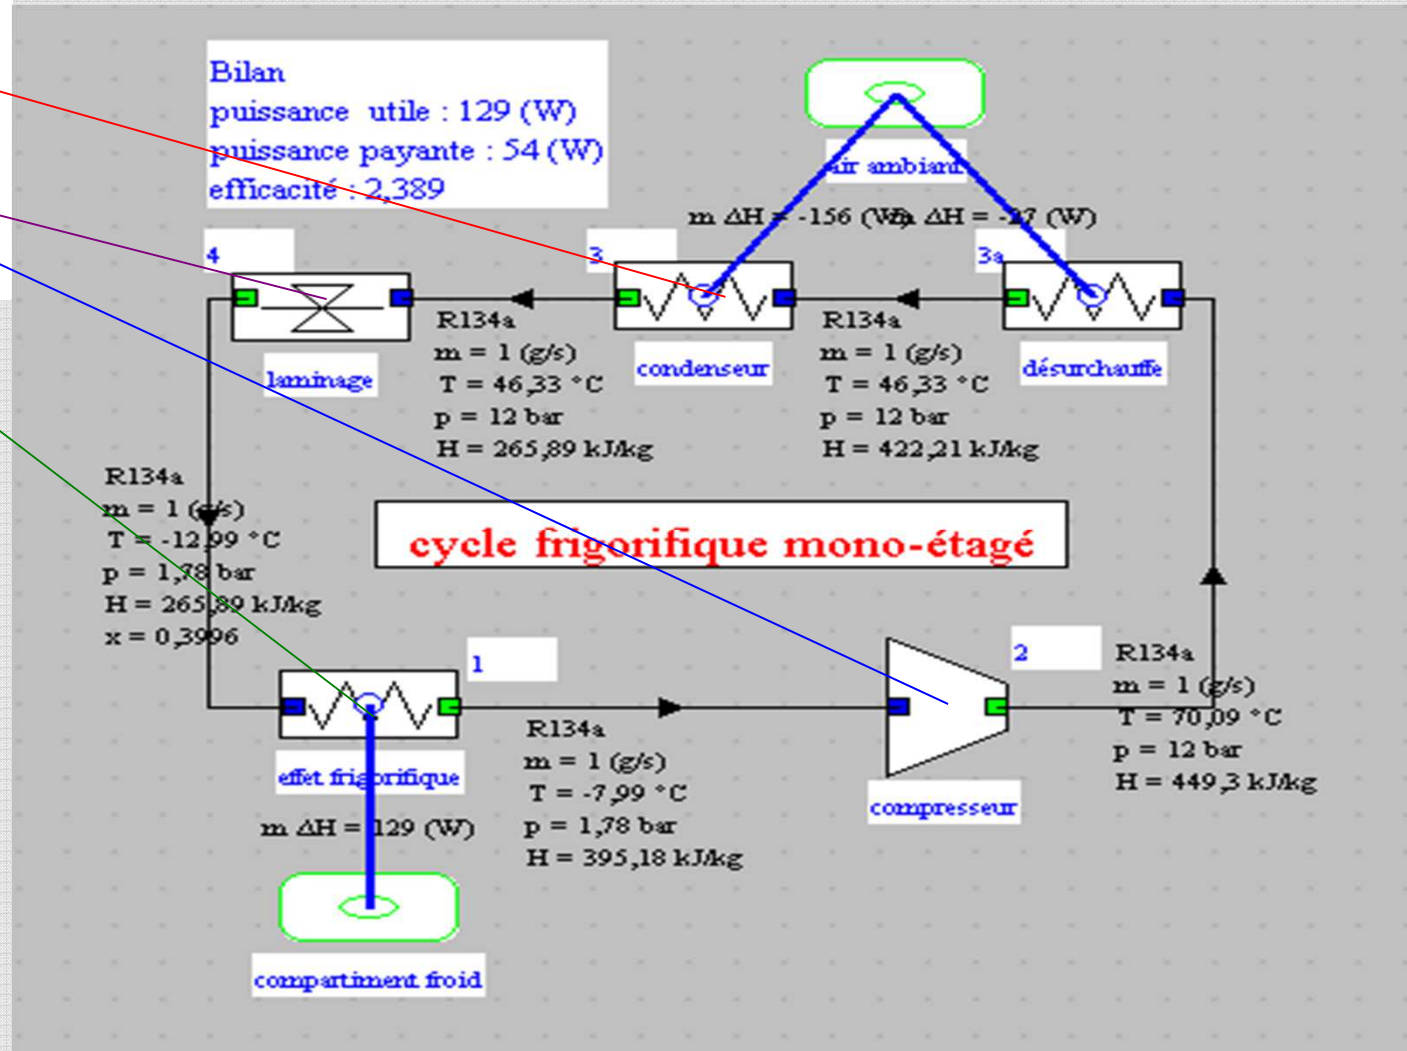 Bilan
puissance utile : 129 (W)
puissance payante : 54 (W)
efficacité : 2,389
air ambiant
m ΔH = -156 (W)
m ΔH = -27 (W)
4
3
3a
laminage
condenseur
désurchauffe
R134a
m = 1 (g/s)
T = 46,33 °C
p = 12 bar
H = 265,89 kJ/kg
R134a
m = 1 (g/s)
T = 46,33 °C
p = 12 bar
H = 422,21 kJ/kg
R134a
m = 1 (g/s)
T = -12,99 °C
p = 1,78 bar
H = 265,89 kJ/kg
x = 0,3996
cycle frigorifique mono-étagé
1
2
effet frigorifique
m ΔH = 129 (W)
R134a
m = 1 (g/s)
T = -7,99 °C
p = 1,78 bar
H = 395,18 kJ/kg
compresseur
R134a
m = 1 (g/s)
T = 70,09 °C
p = 12 bar
H = 449,3 kJ/kg
compartiment froid